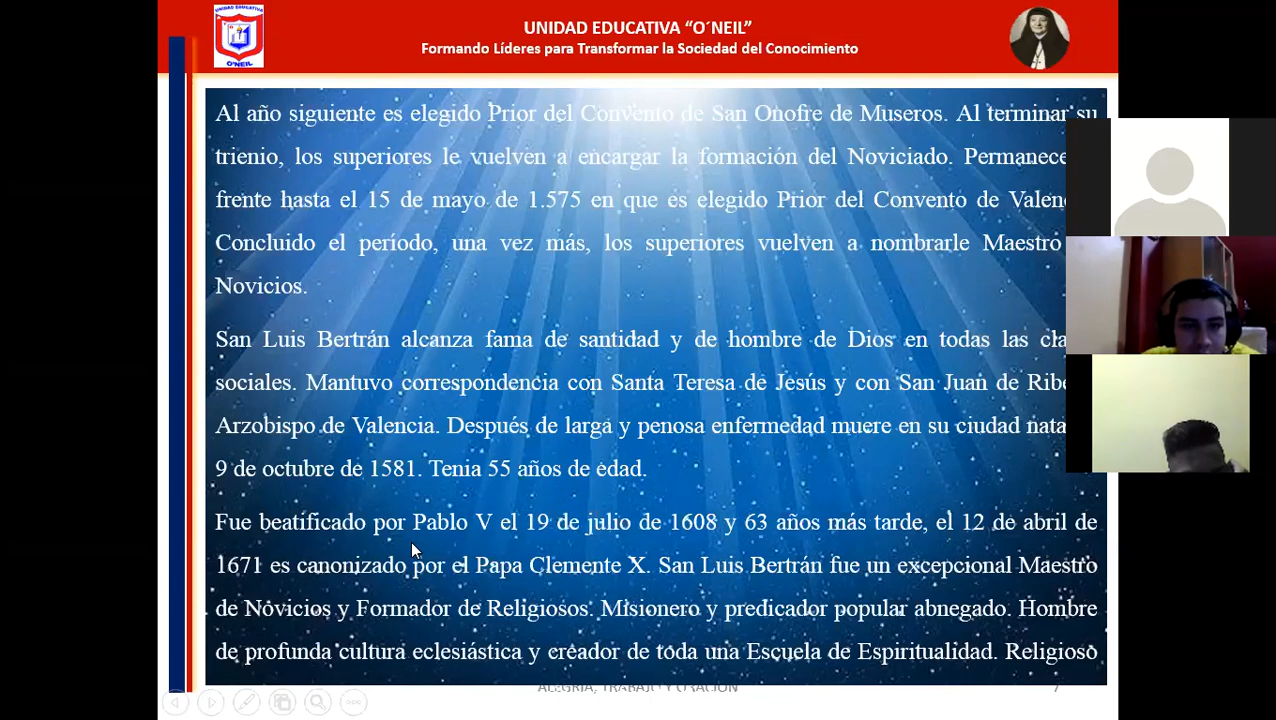 UNIDAD EDUCATIVA
O´NEIL
UNIDAD EDUCATIVA “O´NEIL”
Formando Líderes para Transformar la Sociedad del Conocimiento
Al año siguiente es elegido Prior del Convento de San Onofre de Museros. Al terminar su
trienio, los superiores le vuelven a encargar la formación del Noviciado. Permanece
frente hasta el 15 de mayo de 1.575 en que es elegido Prior del Convento de
Concluido el período, una vez más, los superiores vuelven a nombrarle Maestro
Novicios.
San Luis Bertrán alcanza fama de santidad y de hombre de Dios en todas las
sociales. Mantuvo correspondencia con Santa Teresa de Jesús y con San Juan de
Arzobispo de Valencia. Después de larga y penosa enfermedad muere en su ciudad
9 de octubre de 1581. Tenia 55 años de edad.
Fue beatificado por Pablo V el 19 de julio de 1608 y 63 años más tarde, el 12 de abril de
1671 es canonizado por el Papa Clemente X. San Luis Bertrán fue un excepcional Maestro
de Novicios y Formador de Religiosos. Misionero y predicador popular abnegado. Hombre
de profunda cultura eclesiástica y creador de toda una Escuela de Espiritualidad. Religioso
ALEGRIA, TRABAJO Y ORACION
7